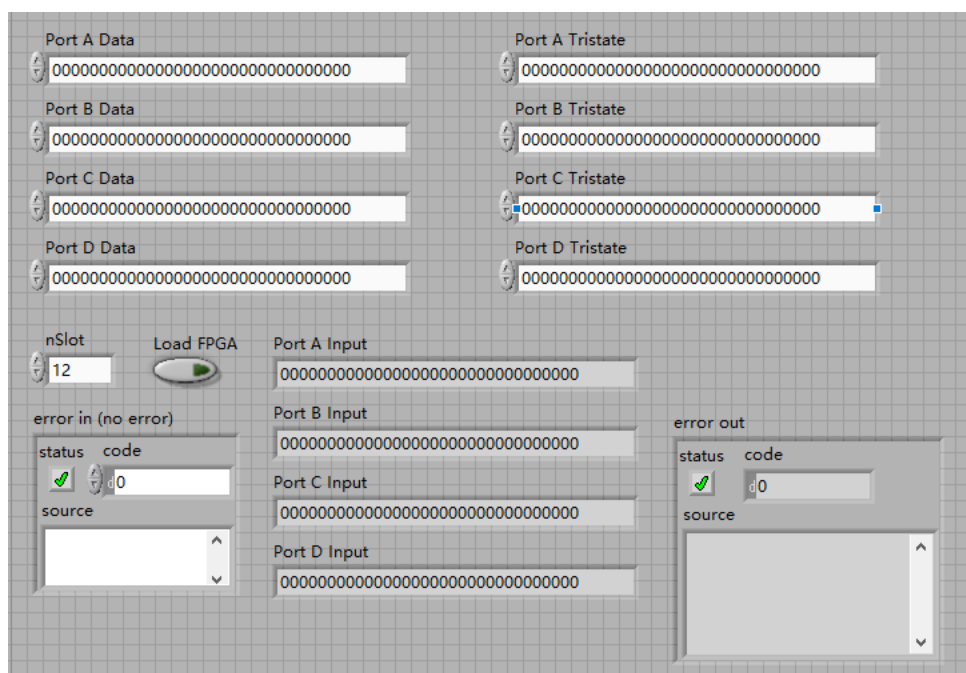 Port A Data
00000000000000000000000000000000
Port A Tristate
00000000000000000000000000000000
Port B Data
00000000000000000000000000000000
Port B Tristate
00000000000000000000000000000000
Port C Data
00000000000000000000000000000000
Port C Tristate
00000000000000000000000000000000
Port D Data
00000000000000000000000000000000
Port D Tristate
00000000000000000000000000000000
nSlot
12
Load FPGA
Port A Input
00000000000000000000000000000000
Port B Input
00000000000000000000000000000000
Port C Input
00000000000000000000000000000000
Port D Input
00000000000000000000000000000000
error in (no error)
status code
d0
source
error out
status code
d0
source